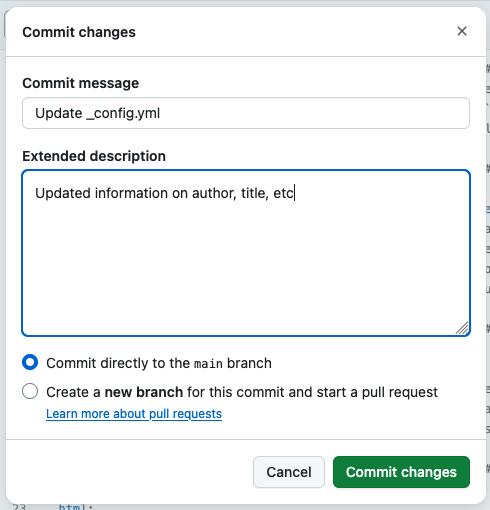 Commit changes
Commit message
Update _config.yml
Extended description
Updated information on author, title, etc
Commit directly to the main branch
Create a new branch for this commit and start a pull request
Learn more about pull requests
Cancel
Commit changes
23 html: